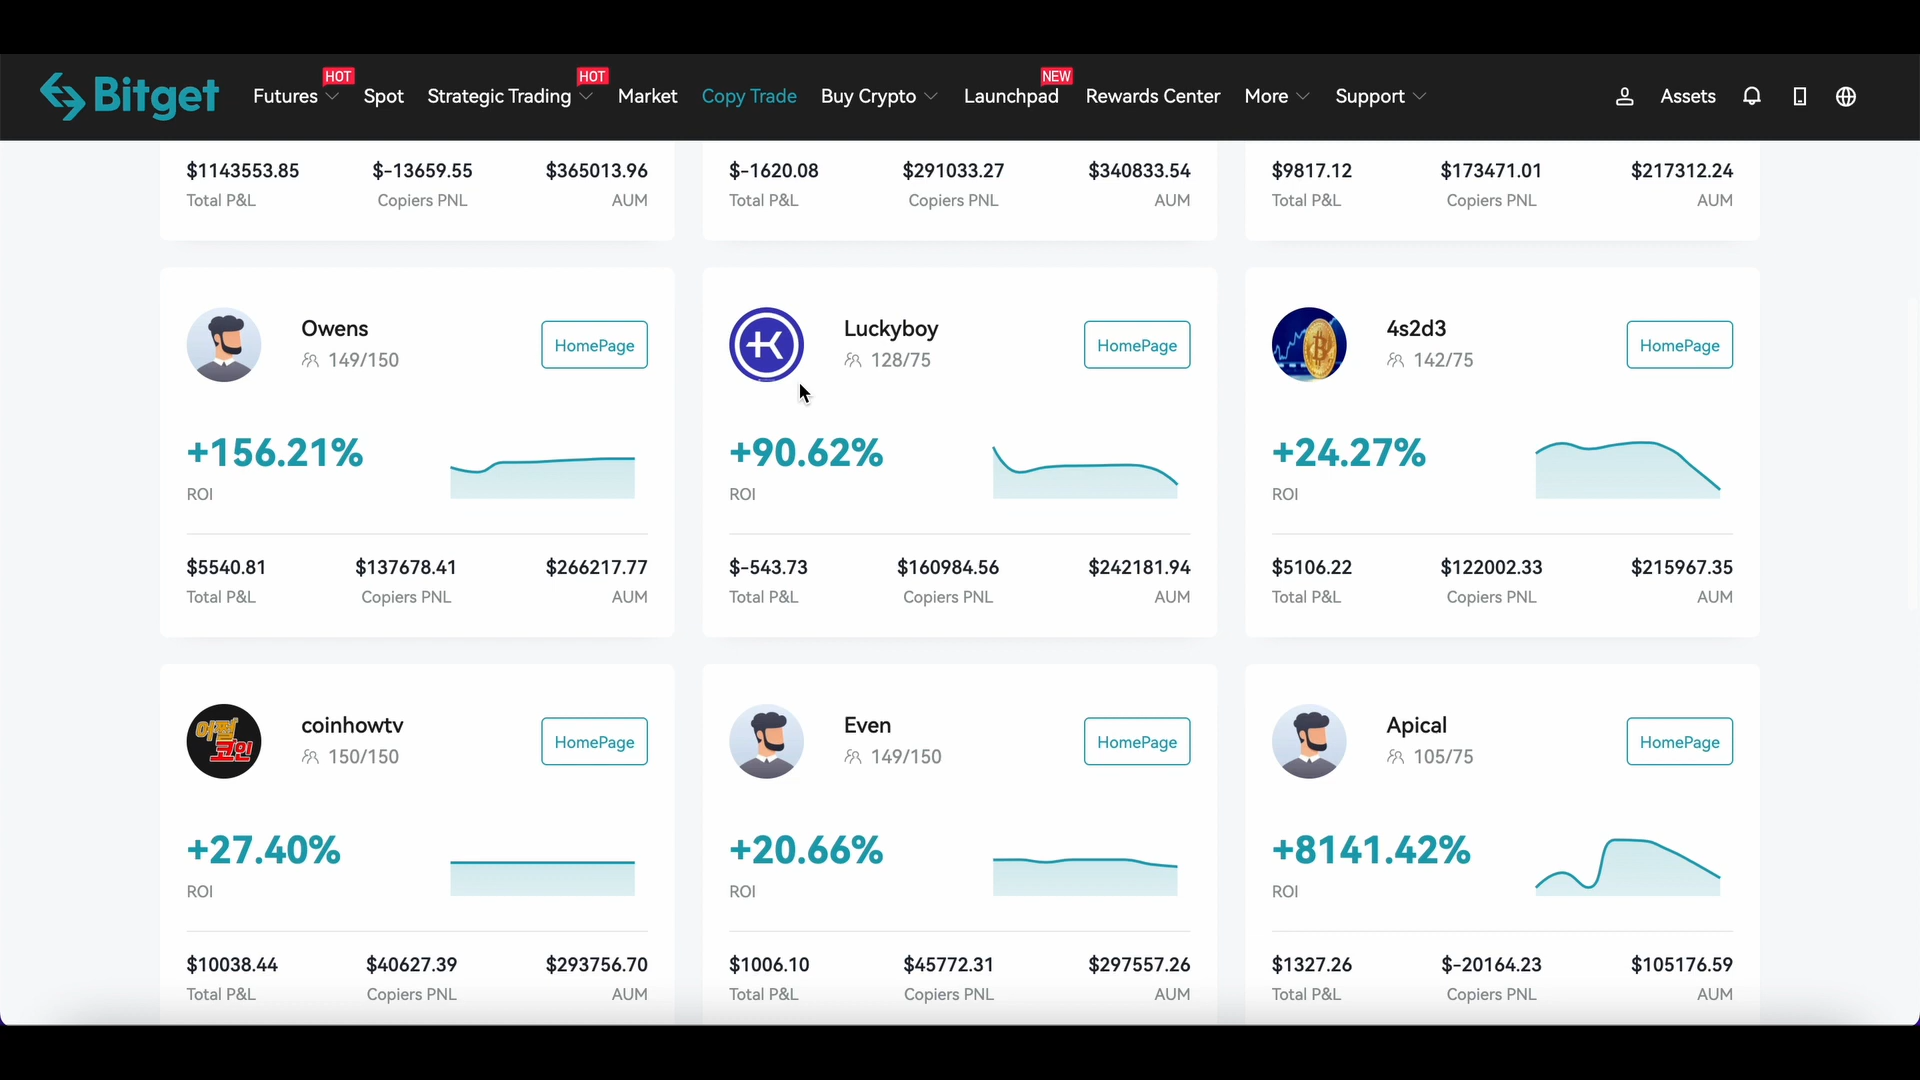 HOT HOT NEW
Bitget Futures Spot Strategic Trading Market Copy Trade Buy Crypto Launchpad Rewards Center More Support Assets
$1143553.85 $-13659.55 $365013.96 $-1620.08 $291033.27 $340833.54 $9817.12 $173471.01 $217312.24
Total P&L Copiers PNL AUM Total P&L Copiers PNL AUM Total P&L Copiers PNL AUM
Owens
149/150
HomePage
+156.21%
ROI
$5540.81 $137678.41 $266217.77
Total P&L Copiers PNL AUM
Luckyboy
128/75
HomePage
+90.62%
ROI
$-543.73 $160984.56 $242181.94
Total P&L Copiers PNL AUM
4s2d3
142/75
HomePage
+24.27%
ROI
$5106.22 $122002.33 $215967.35
Total P&L Copiers PNL AUM
coinhowtv
150/150
HomePage
+27.40%
ROI
$10038.44 $40627.39 $293756.70
Total P&L Copiers PNL AUM
Even
149/150
HomePage
+20.66%
ROI
$1006.10 $45772.31 $297557.26
Total P&L Copiers PNL AUM
Apical
105/75
HomePage
+8141.42%
ROI
$1327.26 $-20164.23 $105176.59
Total P&L Copiers PNL AUM